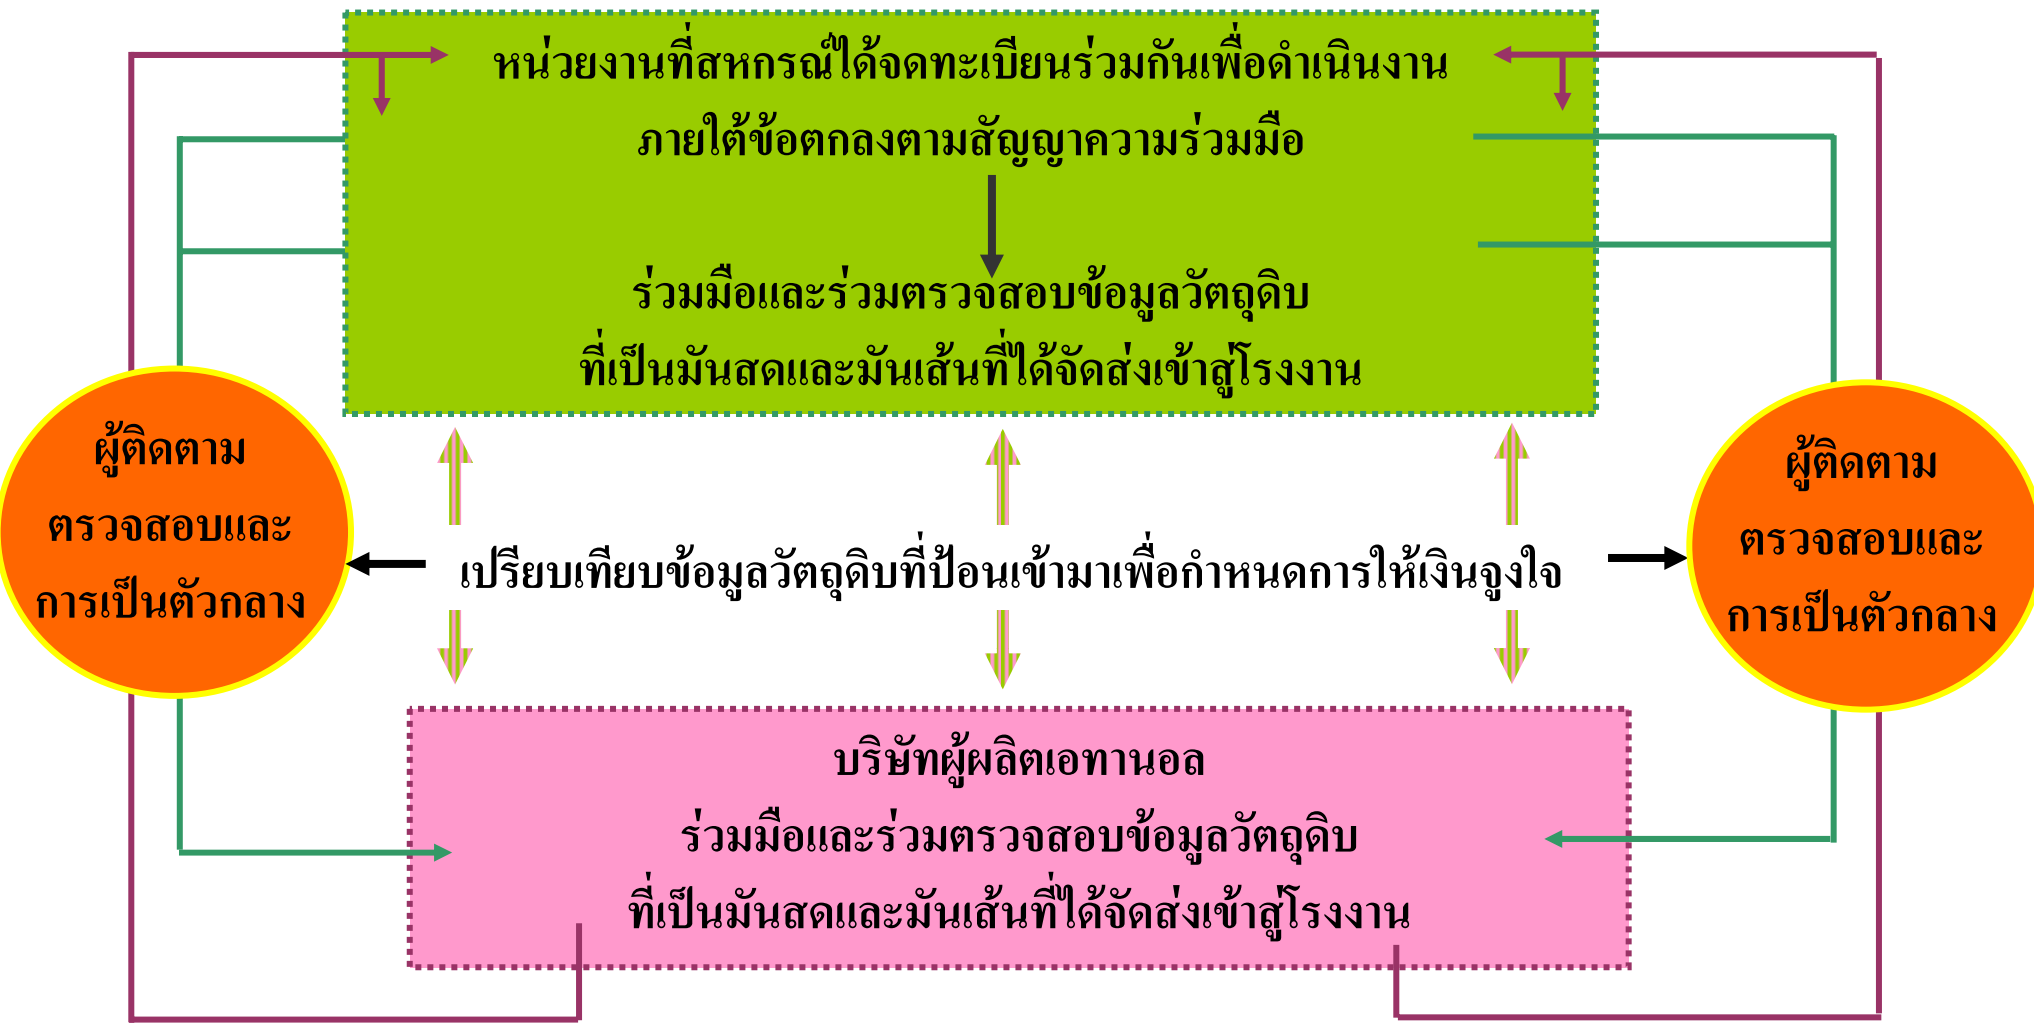 หน่วยงานที่สหกรณ์ได้จดทะเบียนร่วมกันเพื่อดำเนินงาน
ภายใต้ข้อตกลงตามสัญญาความร่วมมือ
ร่วมมือและร่วมตรวจสอบข้อมูลวัตถุดิบ
ที่เป็นมันสดและมันเส้นที่ได้จัดส่งเข้าสู่โรงงาน
ผู้ติดตาม
ตรวจสอบและ
การเป็นตัวกลาง
เปรียบเทียบข้อมูลวัตถุดิบที่ป้อนเข้ามาเพื่อกำหนดการให้เงินจูงใจ
ผู้ติดตาม
ตรวจสอบและ
การเป็นตัวกลาง
บริษัทผู้ผลิตเอทานอล
ร่วมมือและร่วมตรวจสอบข้อมูลวัตถุดิบ
ที่เป็นมันสดและมันเส้นที่ได้จัดส่งเข้าสู่โรงงาน